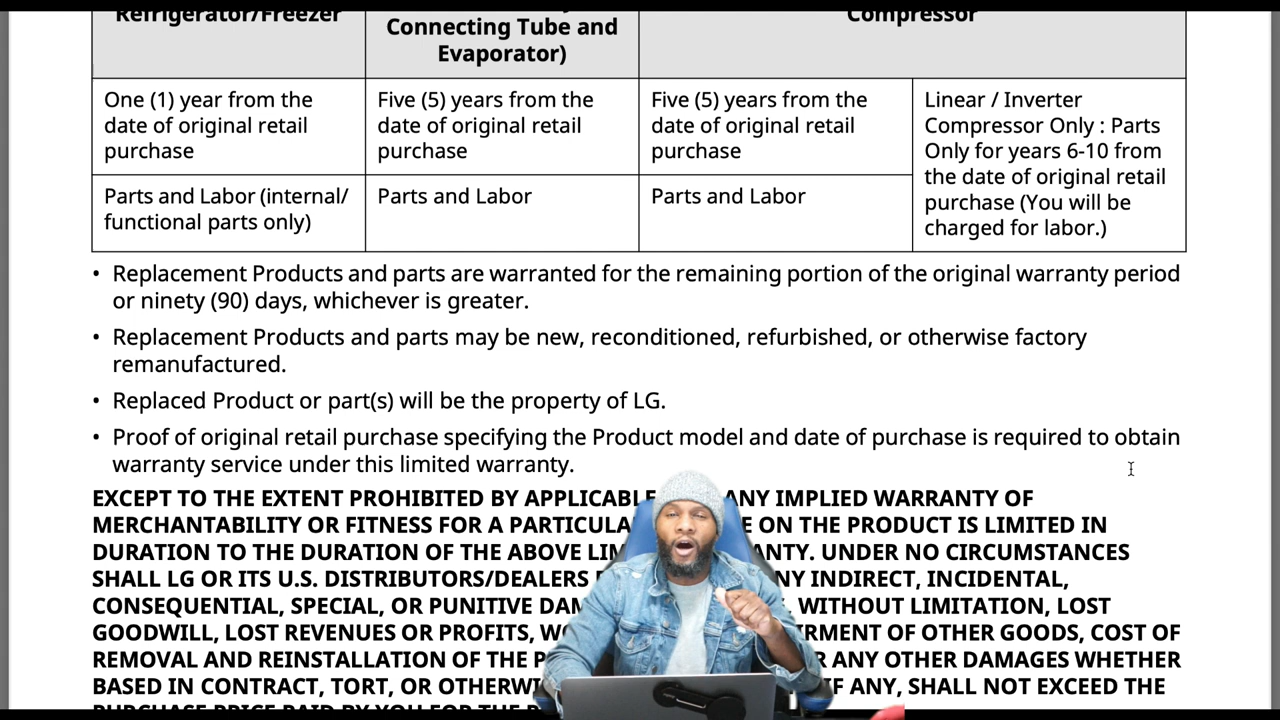 Refrigerator/Freezer
Connecting Tube and
Evaporator)
Compressor
One (1) year from the
date of original retail
purchase
Five (5) years from the
date of original retail
purchase
Five (5) years from the
date of original retail
purchase
Linear / Inverter
Compressor Only : Parts
Only for years 6-10 from
the date of original retail
purchase (You will be
charged for labor.)
Parts and Labor (internal/
functional parts only)
Parts and Labor
Parts and Labor
• Replacement Products and parts are warranted for the remaining portion of the original warranty period
or ninety (90) days, whichever is greater.
• Replacement Products and parts may be new, reconditioned, refurbished, or otherwise factory
remanufactured.
• Replaced Product or part(s) will be the property of LG.
• Proof of original retail purchase specifying the Product model and date of purchase is required to obtain
warranty service under this limited warranty.
EXCEPT TO THE EXTENT PROHIBITED BY APPLICABLE ANY IMPLIED WARRANTY OF
MERCHANTABILITY OR FITNESS FOR A ON THE PRODUCT IS LIMITED IN
DURATION TO THE DURATION OF THE ABOVE UNDER NO CIRCUMSTANCES
SHALL LG OR ITS U.S. DISTRIBUTORS/DEALERS INDIRECT, INCIDENTAL,
CONSEQUENTIAL, SPECIAL, OR PUNITIVE WITHOUT LIMITATION, LOST
GOODWILL, LOST REVENUES OR PROFITS, OF OTHER GOODS, COST OF
REMOVAL AND REINSTALLATION OF THE ANY OTHER DAMAGES WHETHER
BASED IN CONTRACT, TORT, OR IF ANY, SHALL NOT EXCEED THE
PURCHASE PRICE PAID BY YOU FOR THE